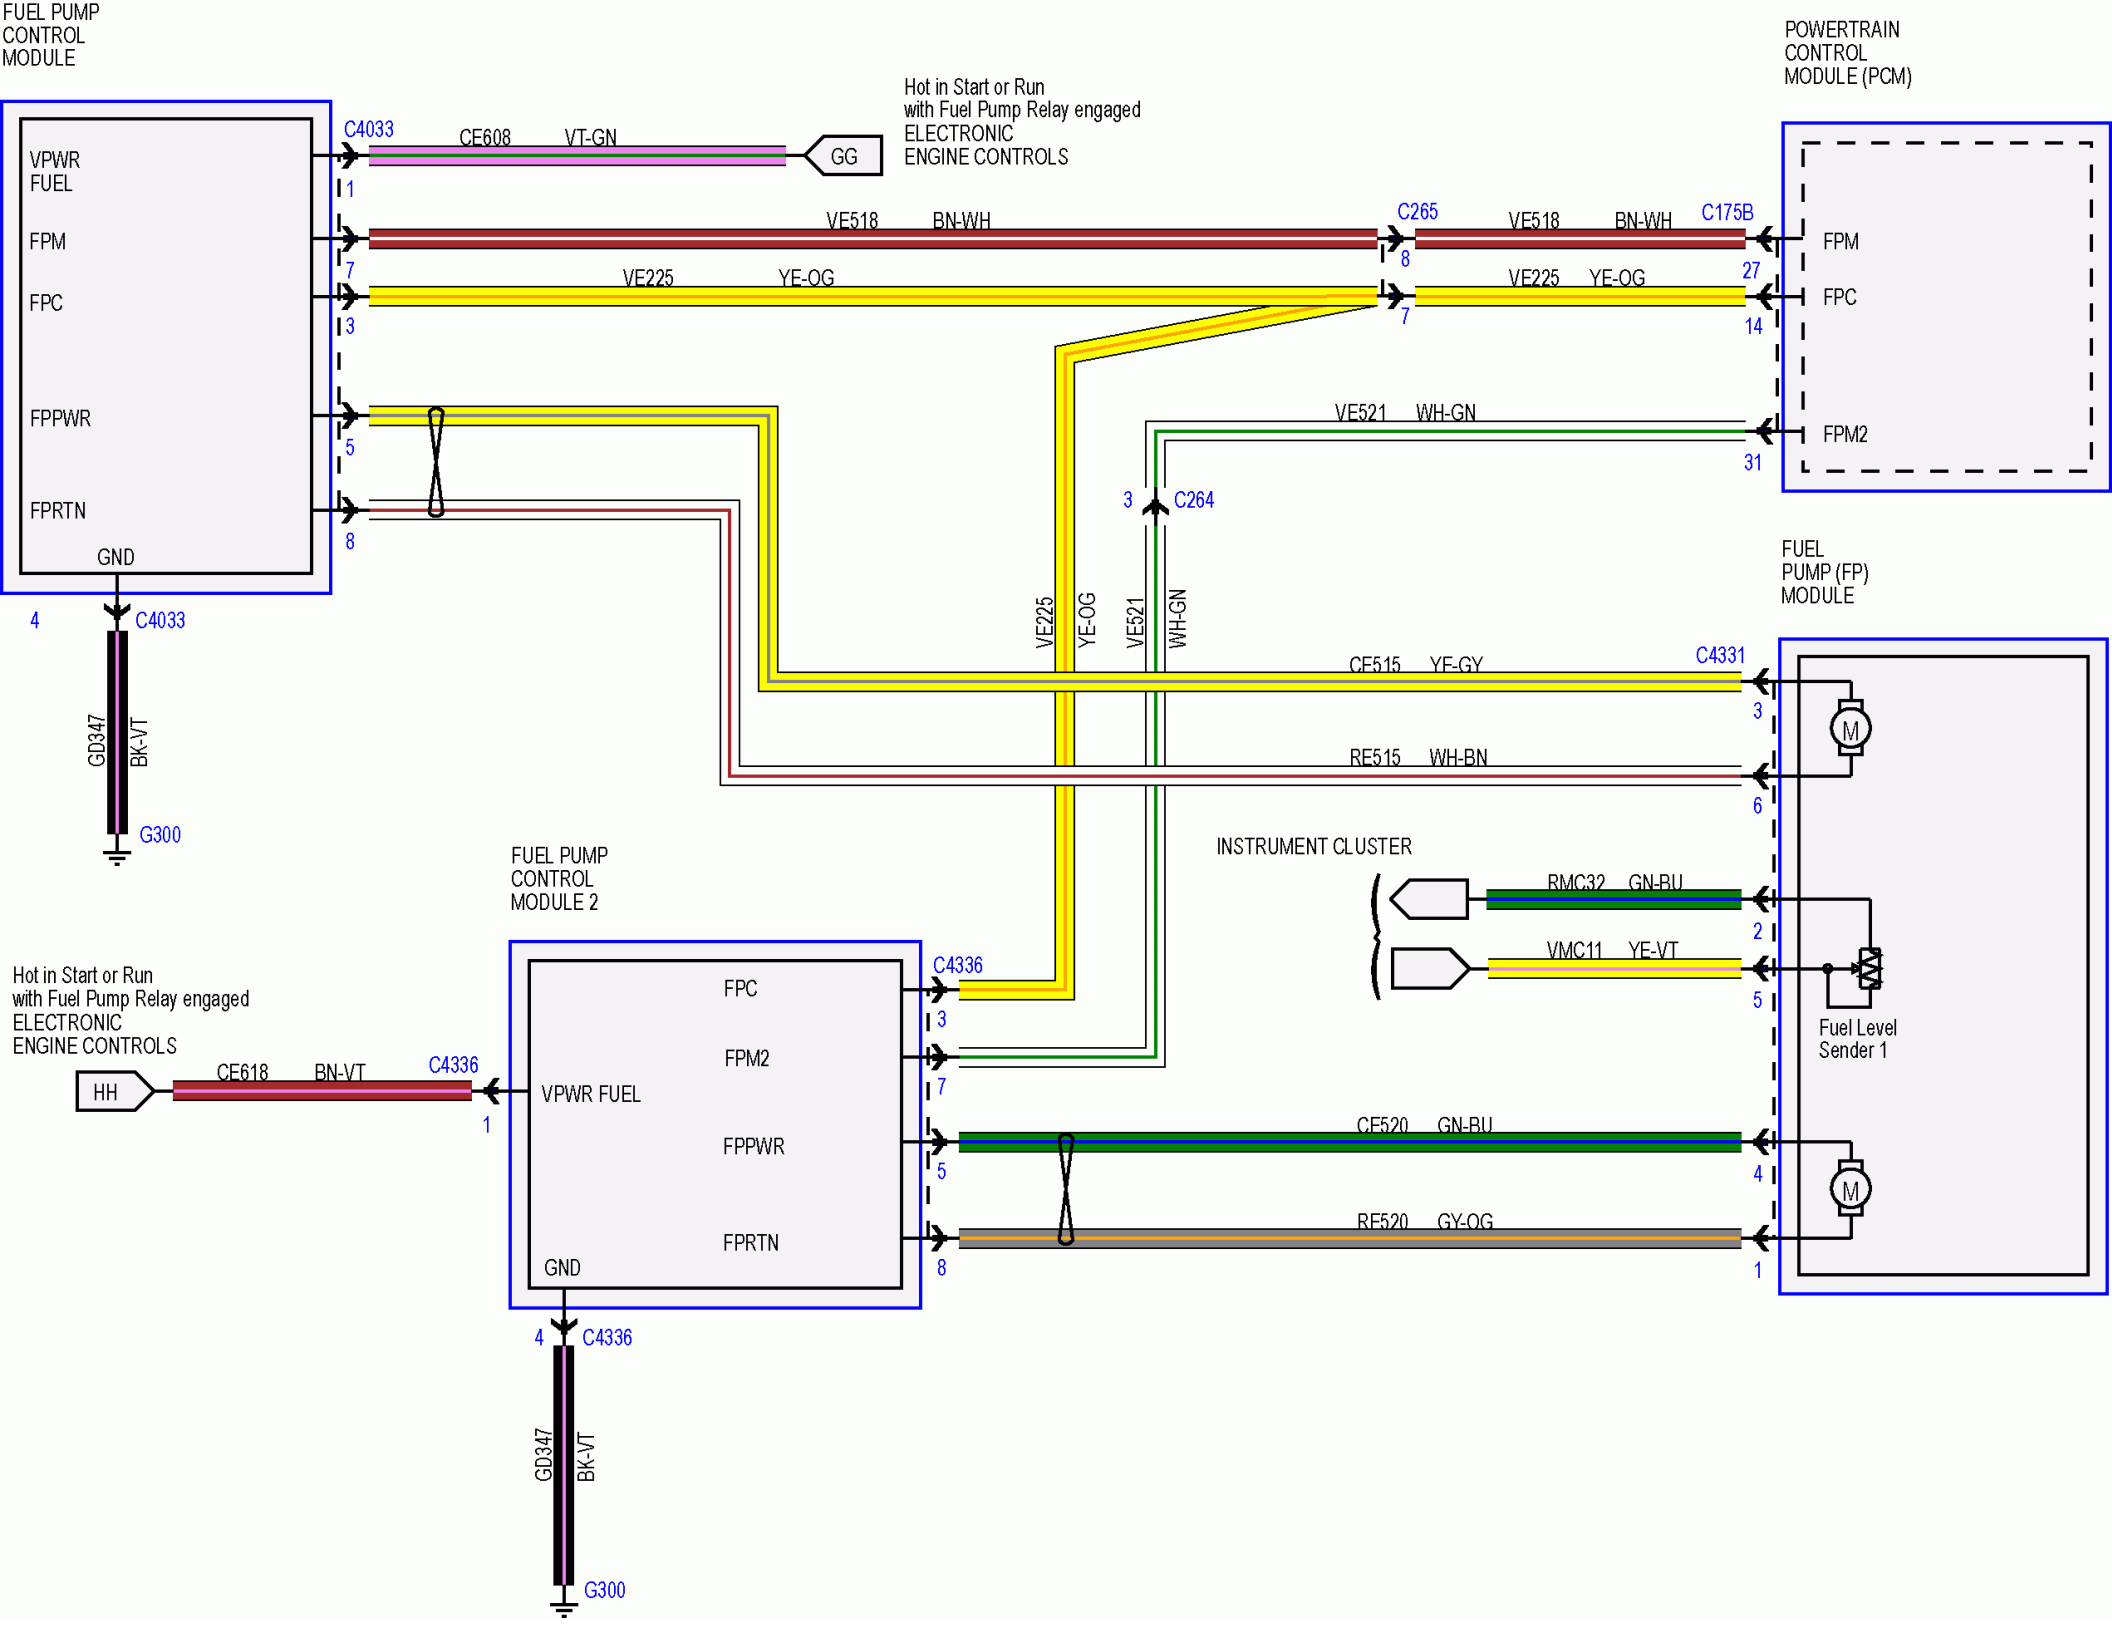 FUEL PUMP
CONTROL
MODULE
C4033
VPWR
FUEL
1
CE608 VT-GN
GG
Hot in Start or Run
with Fuel Pump Relay engaged
ELECTRONIC
ENGINE CONTROLS
POWERTRAIN
CONTROL
MODULE (PCM)
FPM
7
VE518 BN-WH
C265
8
VE518 BN-WH
C175B
27
FPM
FPC
3
VE225 YE-OG
7
VE225 YE-OG
14
FPC
FPPWR
5
VE521 WH-GN
31
FPM2
FPRTN
8
3 C264
GND
4 C4033
GD347
BK-VT
G300
VE225
YE-OG
VE521
WH-GN
FUEL
PUMP (FP)
MODULE
CE515 YE-GY
C4331
3
M
RE515 WH-BN
6
INSTRUMENT CLUSTER
RMC32 GN-BU
2
VMC11 YE-VT
5
Fuel Level
Sender 1
FUEL PUMP
CONTROL
MODULE 2
Hot in Start or Run
with Fuel Pump Relay engaged
ELECTRONIC
ENGINE CONTROLS
HH
CE618 BN-VT
C4336
1
VPWR FUEL
FPC
C4336
3
FPM2
7
FPPWR
5
CE520 GN-BU
4
M
FPRTN
8
RE520 GY-OG
1
GND
4 C4336
GD347
BK-VT
G300